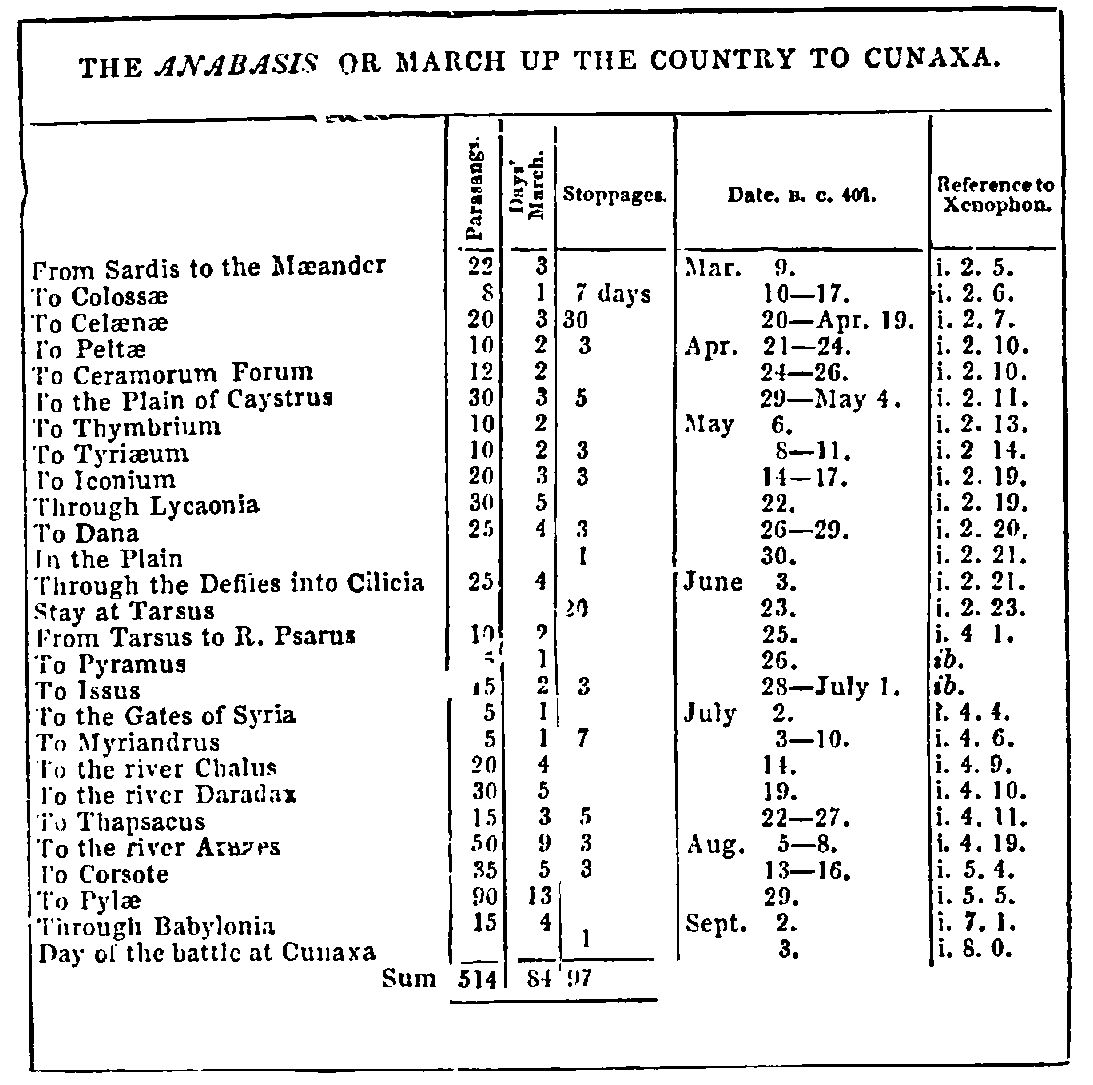 THE ANABASIS OR MARCH UP THE COUNTRY TO CUNAXA.
Parasangs. Days' March. Stoppages. Date. B. C. 401. Reference to Xenophon.
From Sardis to the Mæander 22 3 Mar. 9. i. 2. 5.
To Colossæ 8 1 7 days 10—17. i. 2. 6.
To Celænæ 20 3 30 20—Apr. 19. i. 2. 7.
To Peltæ 10 2 3 Apr. 21—24. i. 2. 10.
To Ceramorum Forum 12 2 24—26. i. 2. 10.
To the Plain of Caystrus 30 3 5 29—May 4. i. 2. 11.
To Thymbrium 10 2 May 6. i. 2. 13.
To Tyriæum 10 2 3 8—11. i. 2 14.
To Iconium 20 3 3 14—17. i. 2. 19.
Through Lycaonia 30 5 22. i. 2. 19.
To Dana 25 4 3 26—29. i. 2. 20.
In the Plain 1 30. i. 2. 21.
Through the Defiles into Cilicia 25 4 June 3. i. 2. 21.
Stay at Tarsus 20 23. i. 2. 23.
From Tarsus to R. Psarus 10 2 25. i. 4 1.
To Pyramus 1 26. ib.
To Issus 15 2 3 28—July 1. ib.
To the Gates of Syria 5 1 July 2. i. 4. 4.
To Myriandrus 5 1 7 3—10. i. 4. 6.
To the river Chalus 20 4 14. i. 4. 9.
To the river Daradax 30 5 19. i. 4. 10.
To Thapsacus 15 3 5 22—27. i. 4. 11.
To the river Araxes 50 9 3 Aug. 5—8. i. 4. 19.
To Corsote 35 5 3 13—16. i. 5. 4.
To Pylæ 90 13 29. i. 5. 5.
Through Babylonia 15 4 Sept. 2. i. 7. 1.
Day of the battle at Cunaxa 1 3. i. 8. 0.
Sum 514 84 97